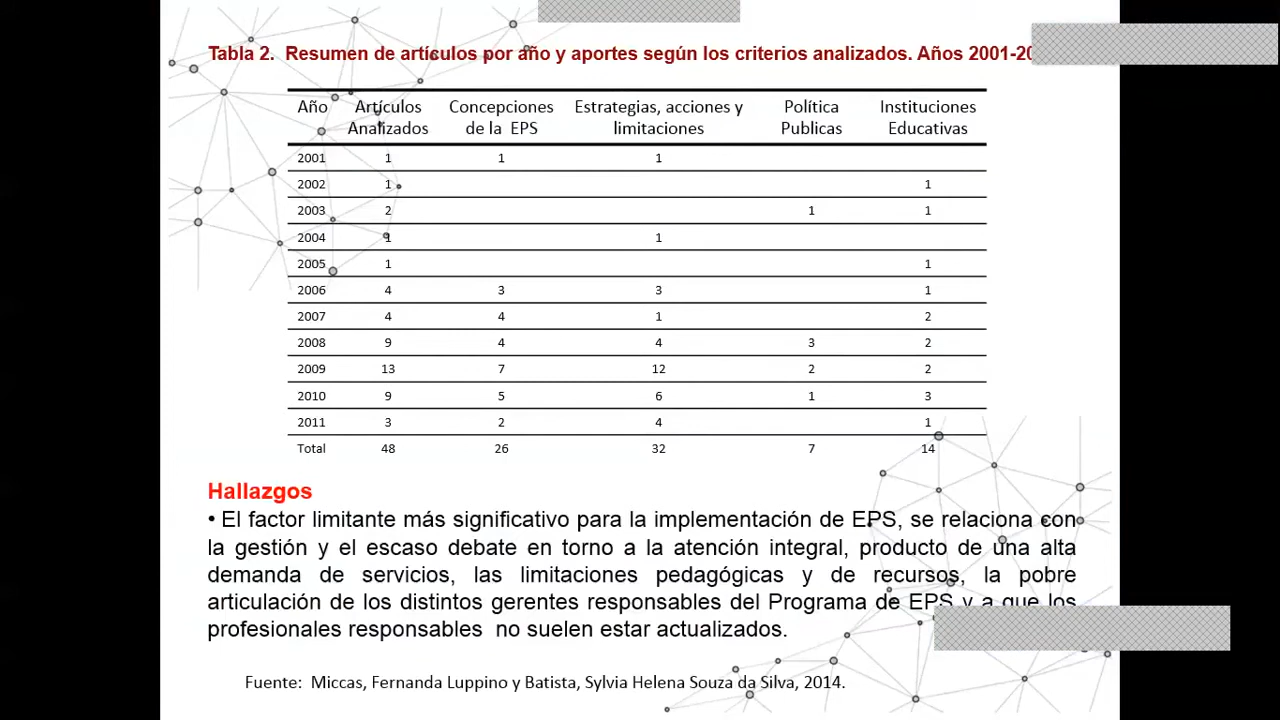 Tabla 2. Resumen de artículos por año y aportes según los criterios analizados. Años 2001-20
Año Artículos Analizados Concepciones de la EPS Estrategias, acciones y limitaciones Política Publicas Instituciones Educativas
2001 1 1 1
2002 1 1
2003 2 1 1
2004 1 1
2005 1 1
2006 4 3 3 1
2007 4 4 1 2
2008 9 4 4 3 2
2009 13 7 12 2 2
2010 9 5 6 1 3
2011 3 2 4 1
Total 48 26 32 7 14
Hallazgos
• El factor limitante más significativo para la implementación de EPS, se relaciona con
la gestión y el escaso debate en torno a la atención integral, producto de una alta
demanda de servicios, las limitaciones pedagógicas y de recursos, la pobre
articulación de los distintos gerentes responsables del Programa de EPS y a que los
profesionales responsables no suelen estar actualizados.
Fuente: Miccas, Fernanda Luppino y Batista, Sylvia Helena Souza da Silva, 2014.